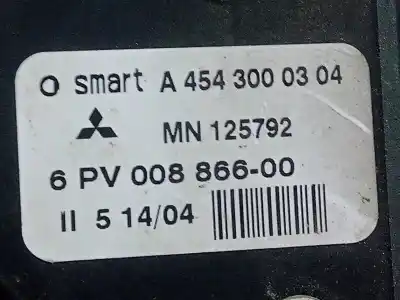 O smart A 454 300 03 04
MN 125792
6 PV 008 866-00
II 5 14/04